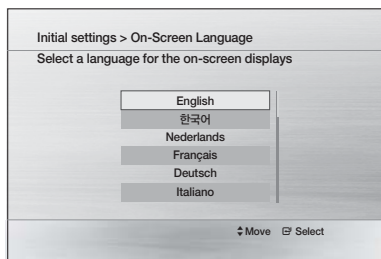 Initial settings > On-Screen Language
Select a language for the on-screen displays
English
한국어
Nederlands
Français
Deutsch
Italiano
Move Select